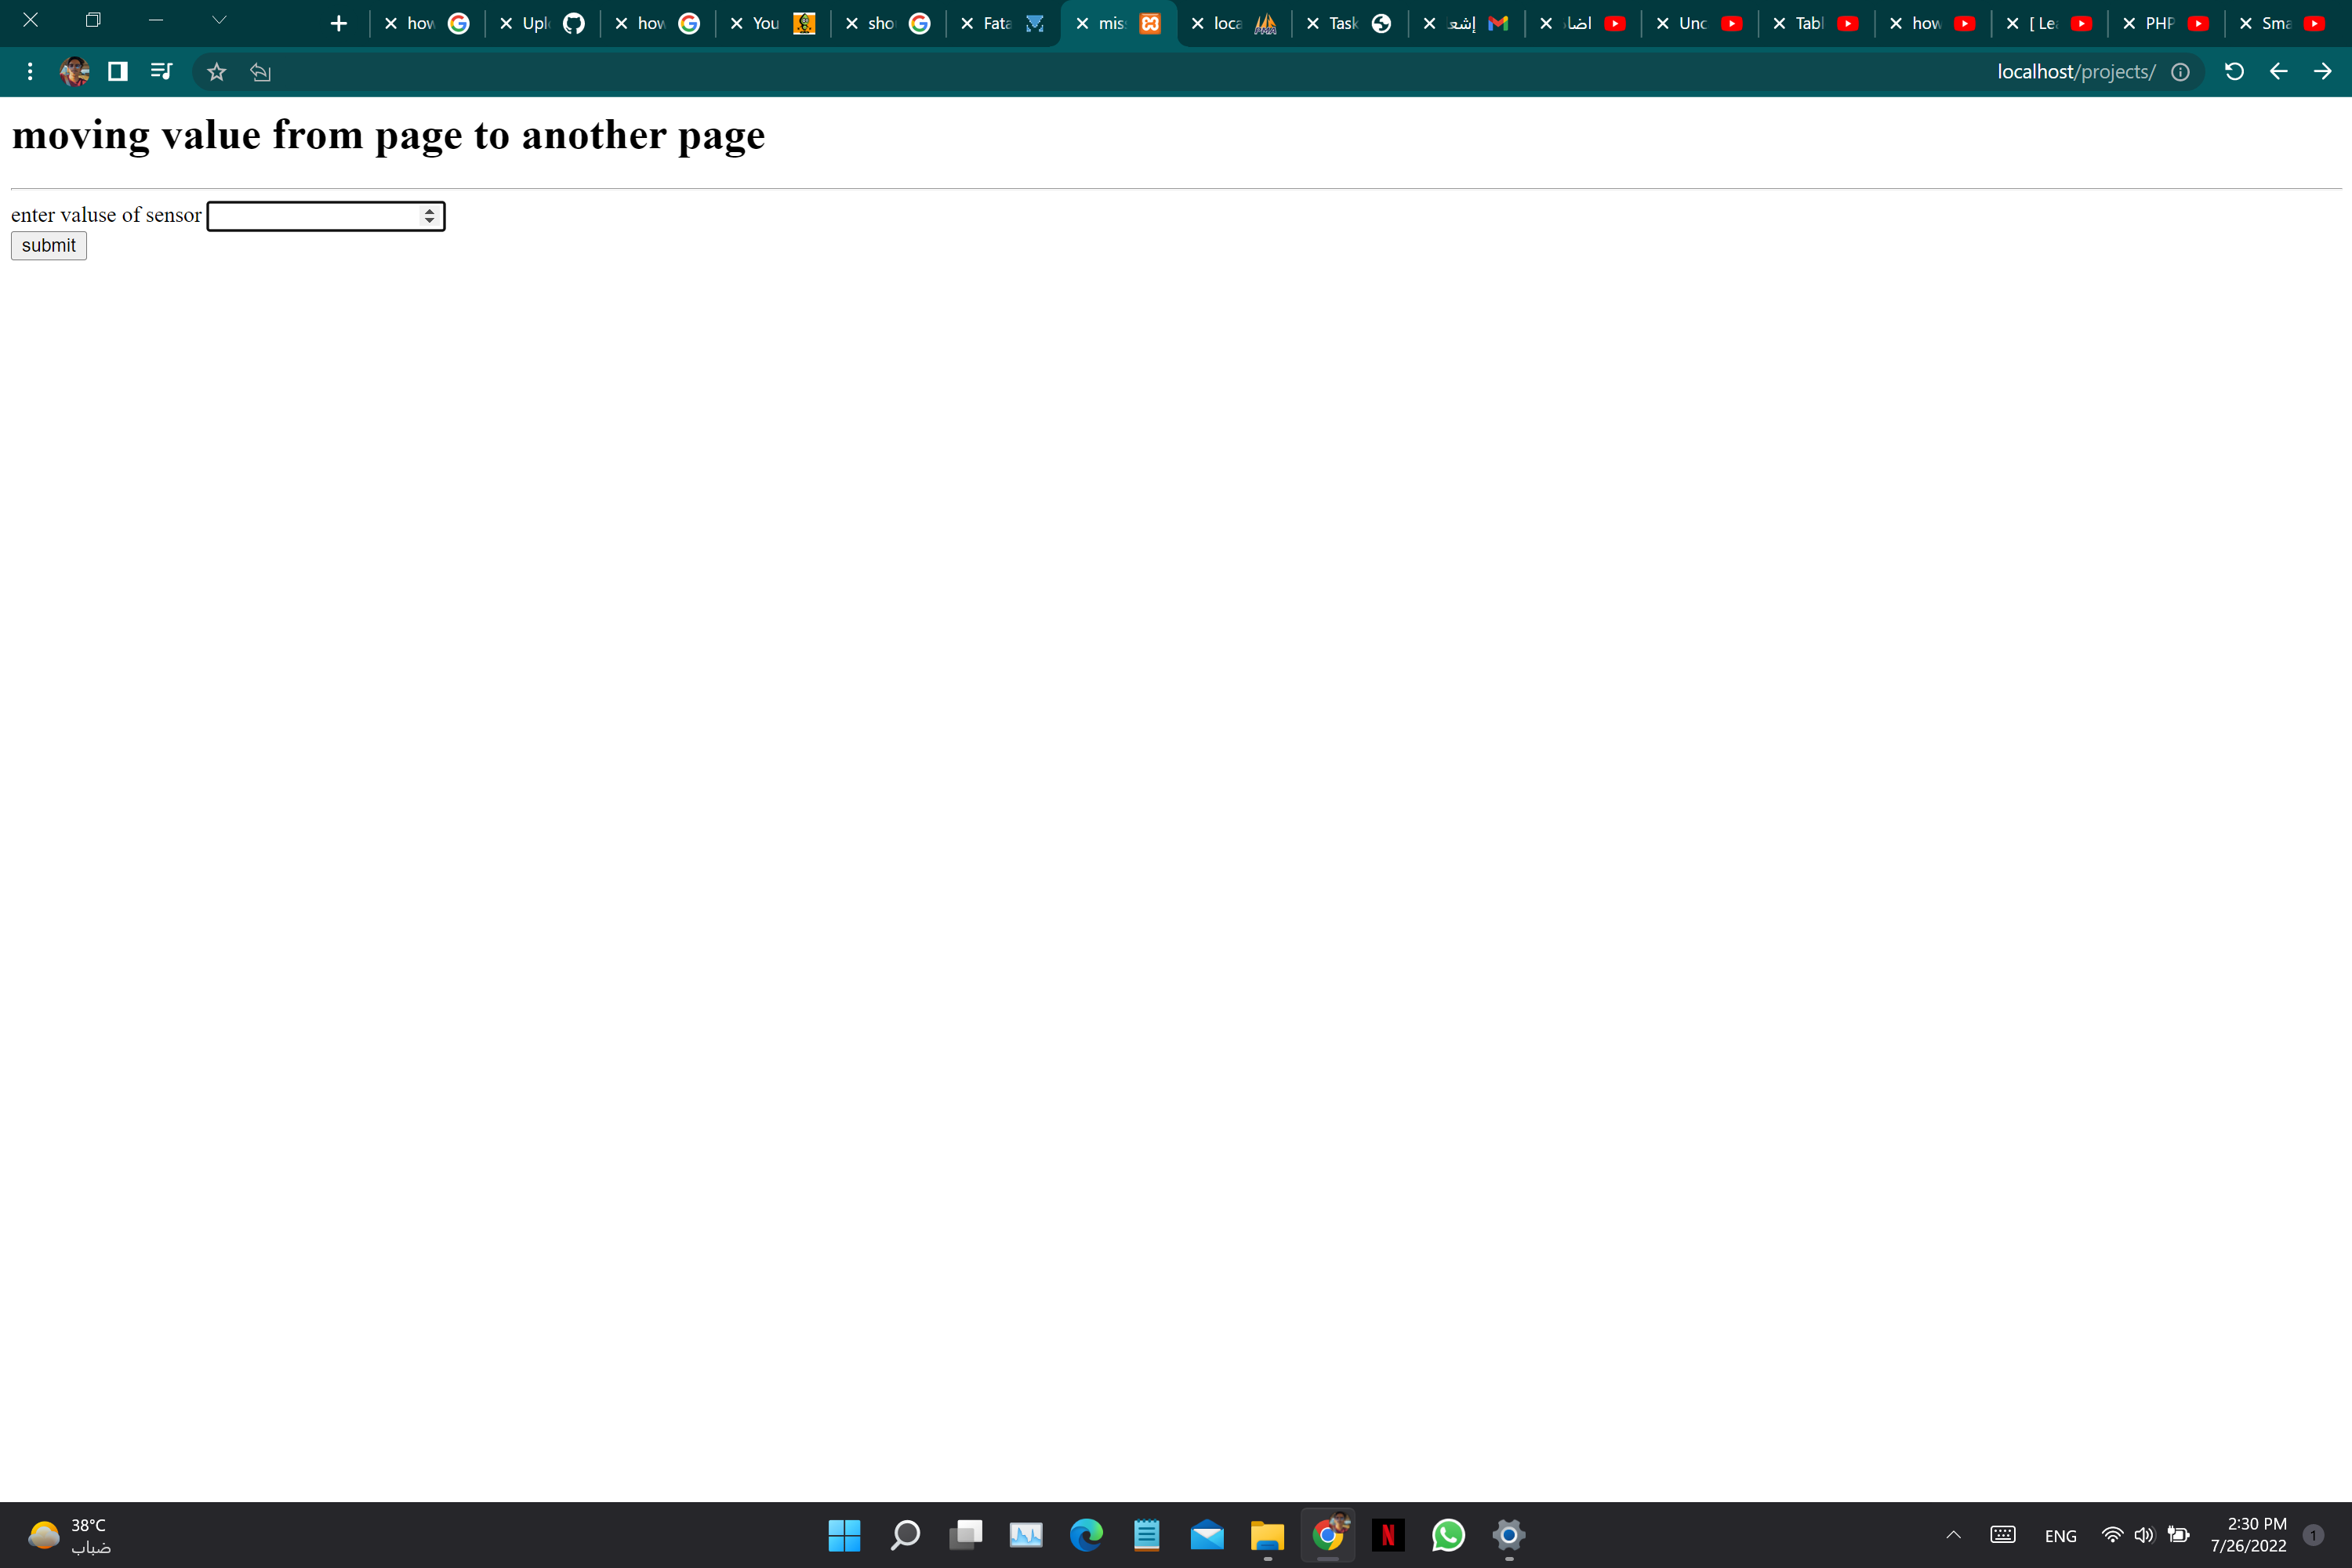 how
Upl
how
You
sho
Fata
mis
loca
Task
إشع
اضا
Unc
Tabl
how
[ Le
PHP
Sma
localhost/projects/
moving value from page to another page
enter valuse of sensor
submit
38°C
ضباب
ENG
2:30 PM
7/26/2022
1